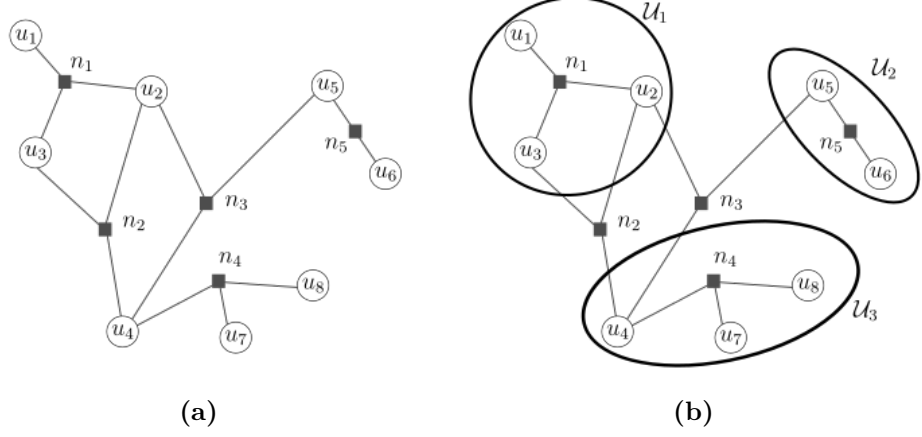 u₁
n₁
u₂
u₃
u₅
n₅
u₆
n₂
n₃
n₄
u₈
u₄
u₇
(a)
𝒰₁
u₁
n₁
u₂
u₃
𝒰₂
u₅
n₅
u₆
n₂
n₃
n₄
u₈
u₄
u₇
𝒰₃
(b)